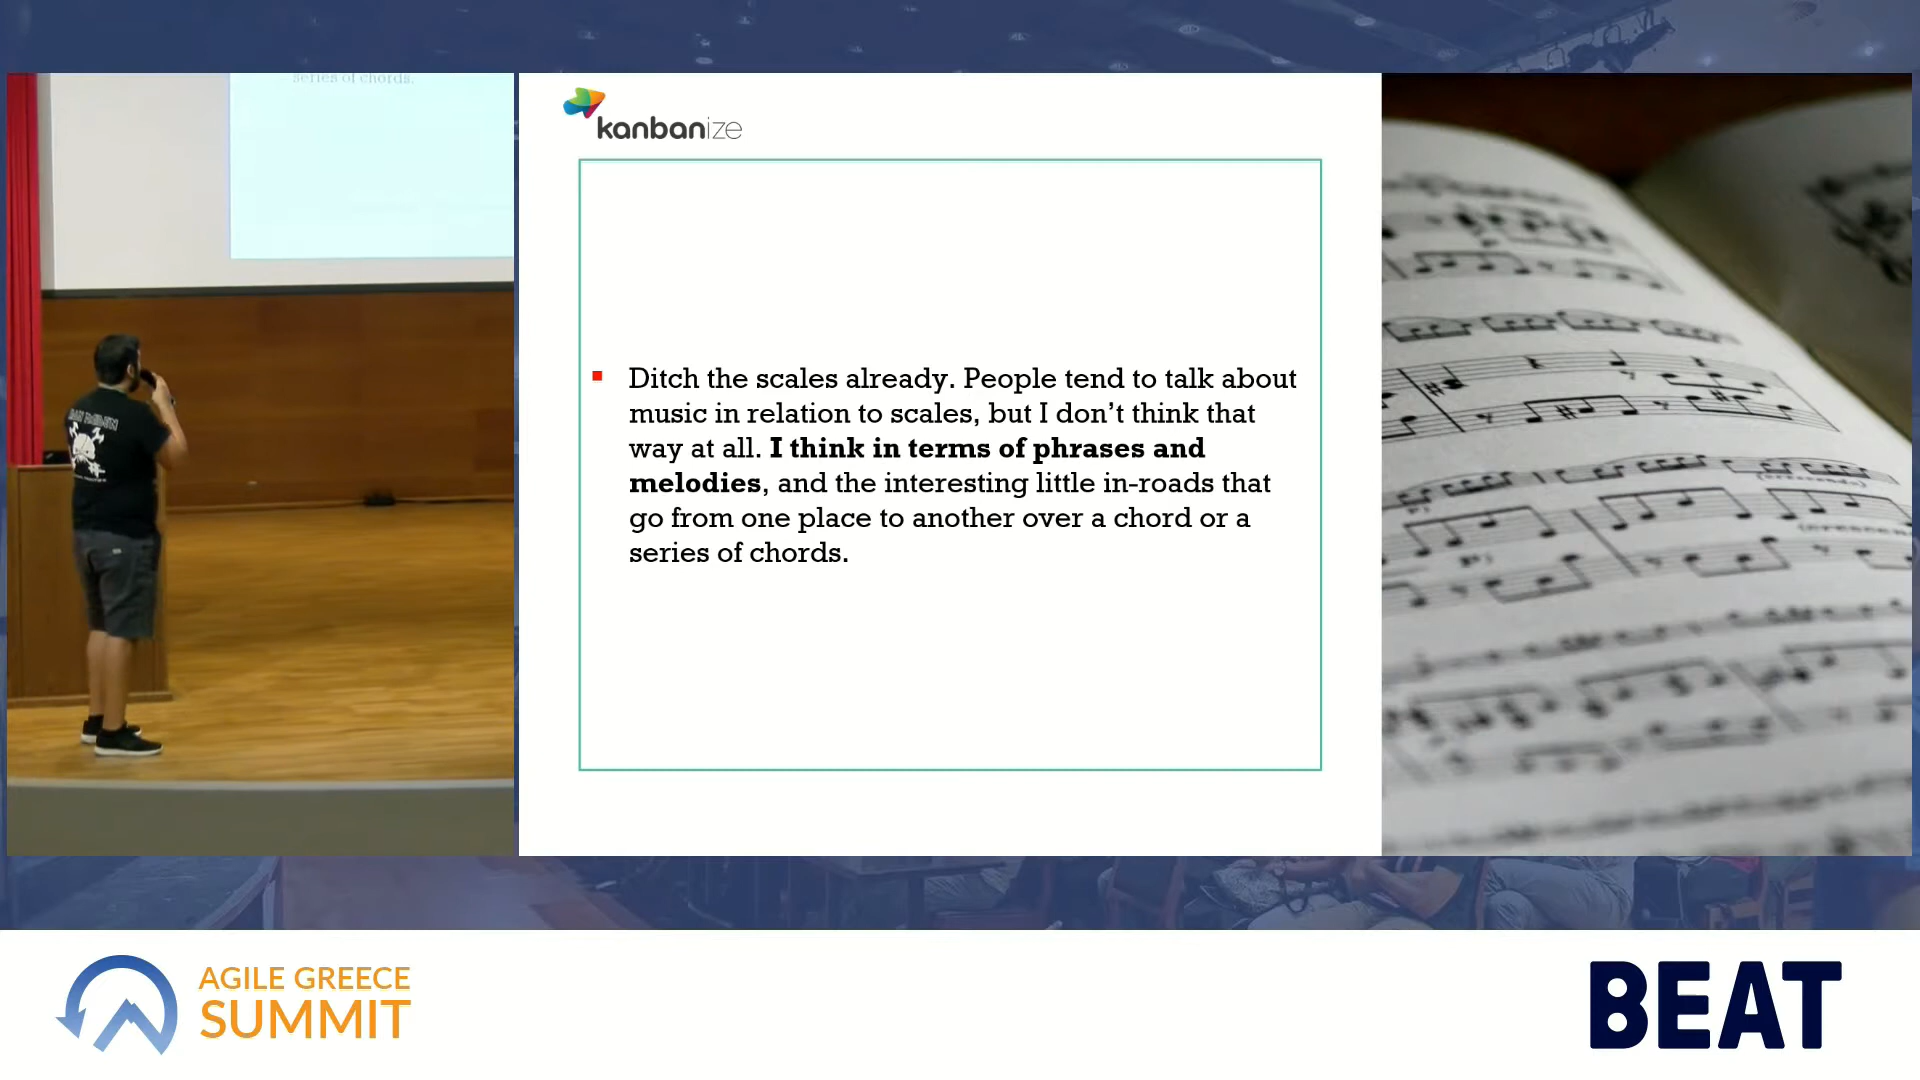 series of chords.
kanbanize
Ditch the scales already. People tend to talk about
music in relation to scales, but I don’t think that
way at all. I think in terms of phrases and
melodies, and the interesting little in-roads that
go from one place to another over a chord or a
series of chords.
AGILE GREECE
SUMMIT
BEAT